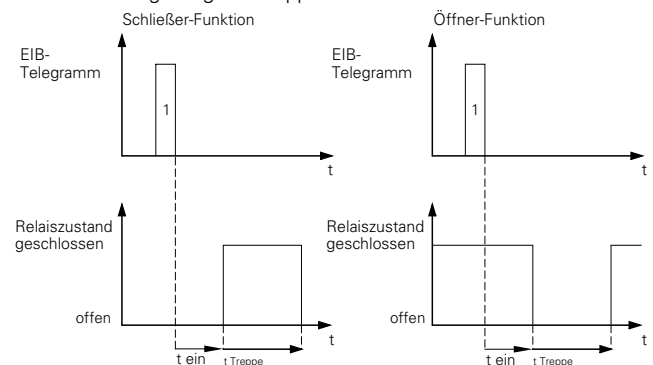 Schließer-Funktion
EIB-
Telegramm
1
t
Relaiszustand
geschlossen
offen
t
t ein
t Treppe
Öffner-Funktion
EIB-
Telegramm
1
t
Relaiszustand
geschlossen
offen
t
t ein
t Treppe